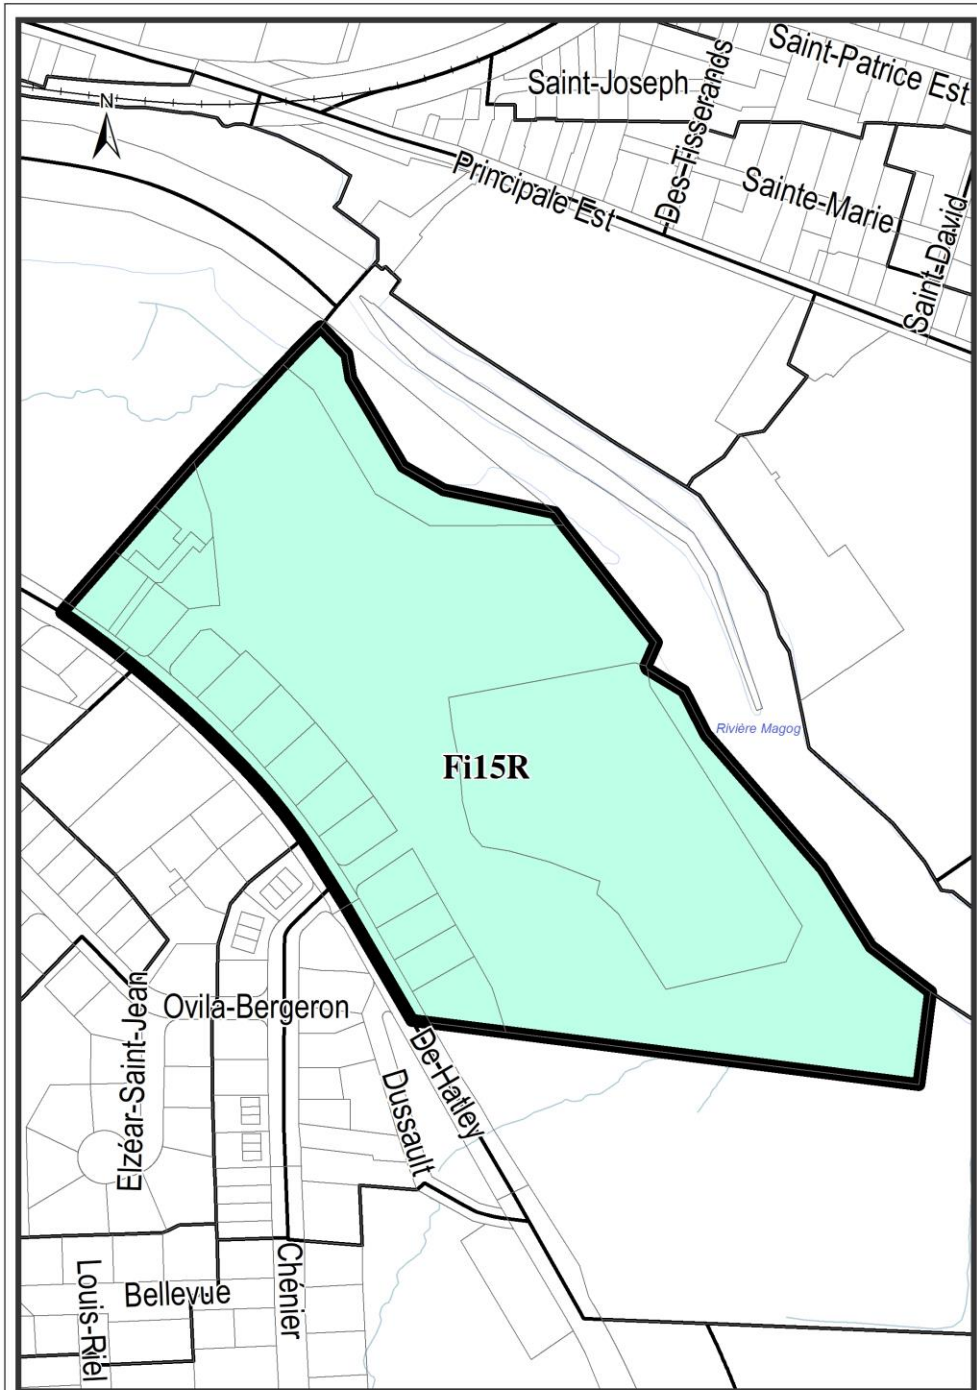 Saint-Patrice Est
Saint-Joseph
Des-Tisserands
N
Principale Est
Sainte-Marie
Saint-David
Rivière Magog
Fi15R
Ovila-Bergeron
Elzéar-Saint-Jean
De-Hatley
Dussault
Chénier
Louis-Riel
Bellevue